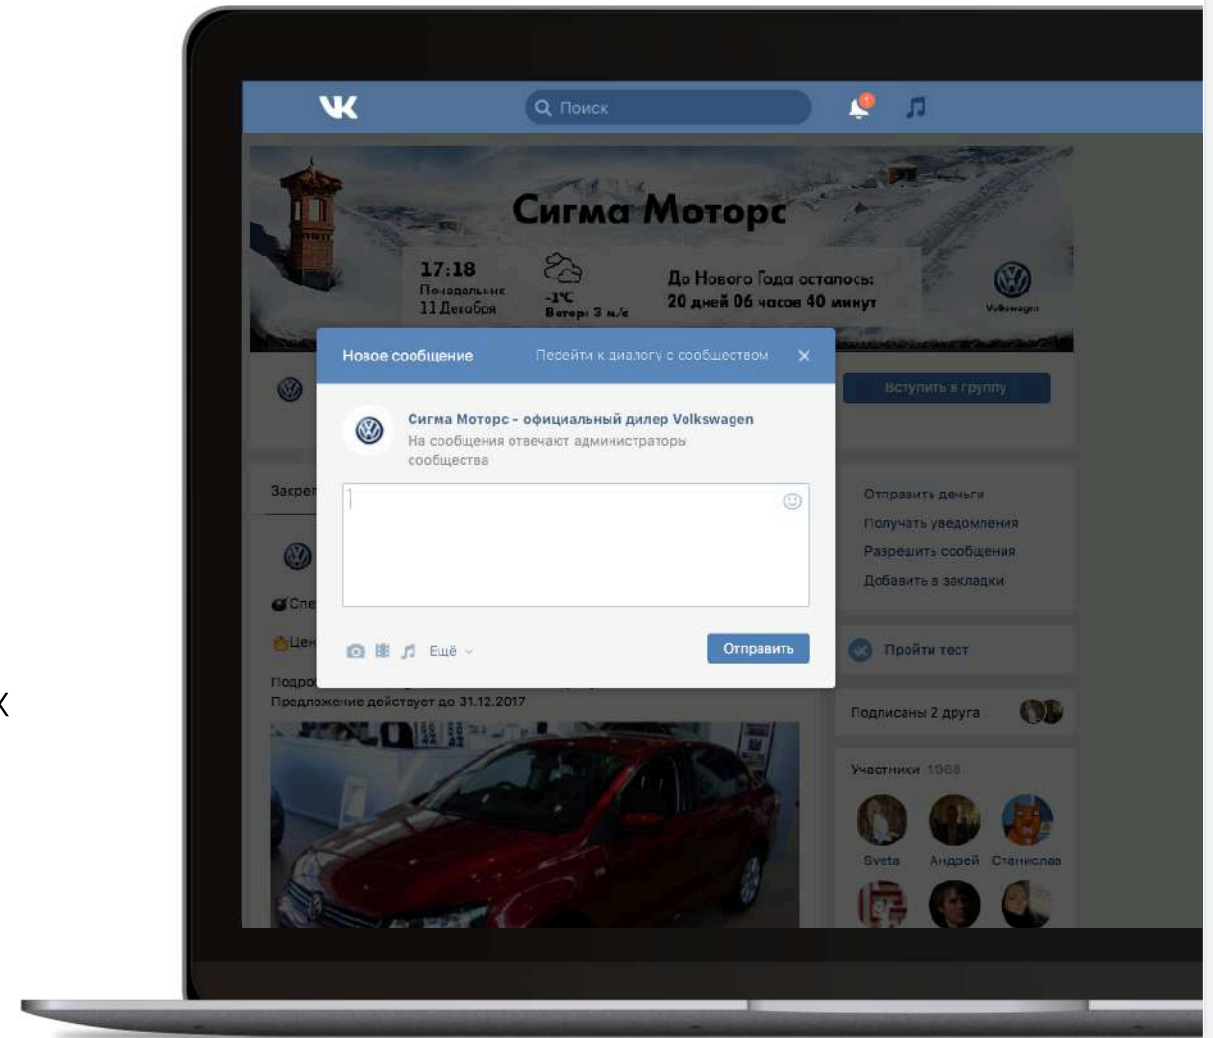 Поиск
1
Сигма Моторс
17:18
Понедельник
11 Декабря
-1°C
Ветер: 3 м/с
До Нового Года осталось:
20 дней 06 часов 40 минут
Volkswagen
Новое сообщение
Перейти к диалогу с сообществом
Вступить в группу
Сигма Моторс - официальный дилер Volkswagen
На сообщения отвечают администраторы
сообщества
Отправить деньги
Получать уведомления
Разрешить сообщения
Добавить в закладки
Ещё
Отправить
Пройти тест
Х
Предложение действует до 31.12.2017
Подписаны 2 друга
Участники 1968
Sveta Андрей Станислав